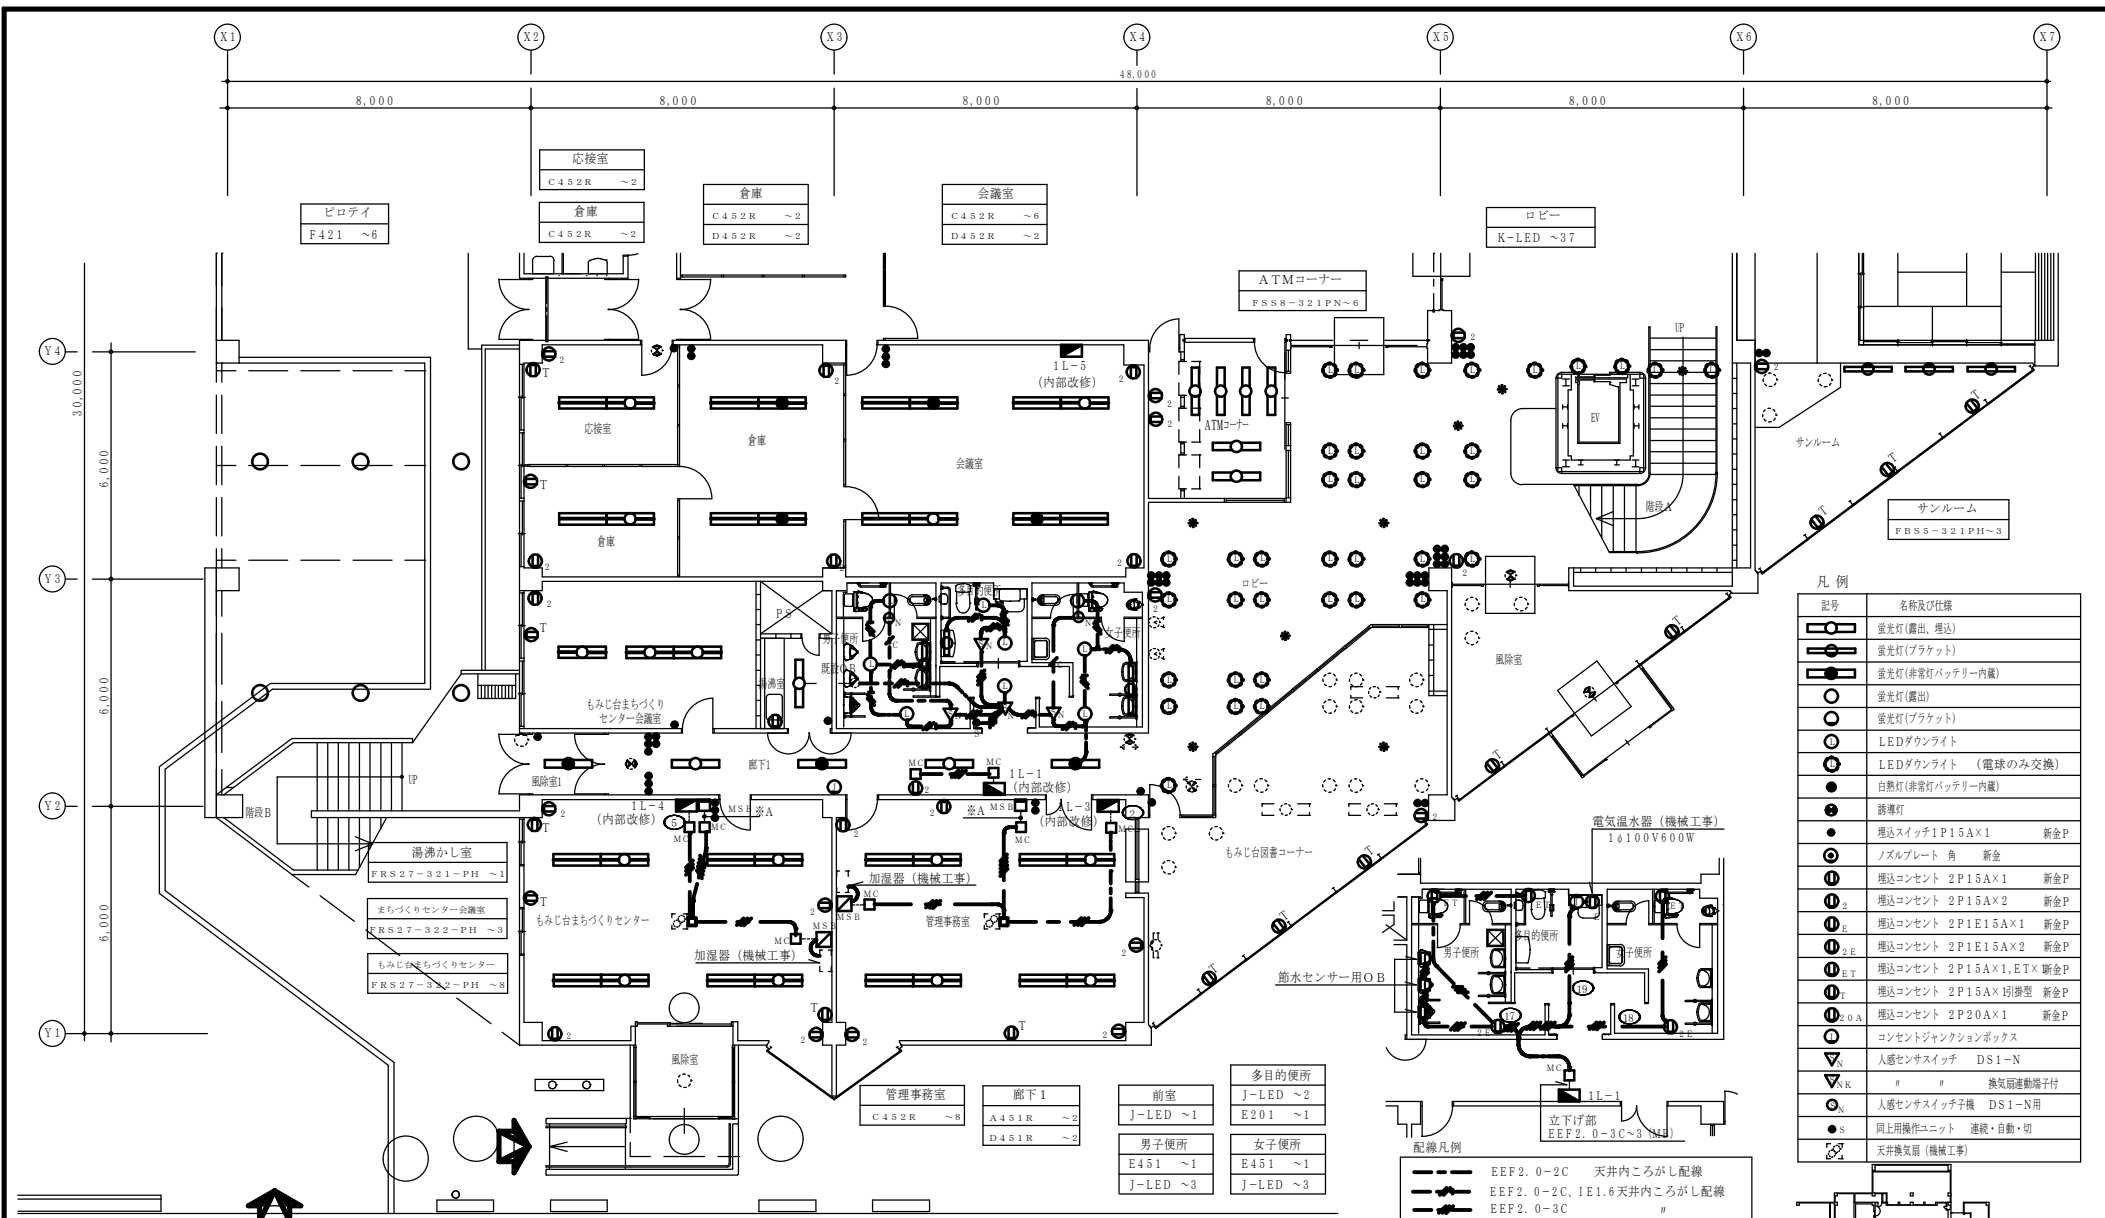 X1 X2 X3 X4 X5 X6 X7
48,000
8,000 8,000 8,000 8,000 8,000 8,000
応接室
C452R ～2
倉庫
C452R ～2
倉庫
C452R ～2
D452R ～2
会議室
C452R ～6
D452R ～2
ピロテイ
F421 ～6
ロビー
K-LED ～37
ATMコーナー
FSS8-321PN～6
Y4
Y3
Y2
Y1
30,000
6,000
6,000
6,000
1L-5
(内部改修)
応接室
倉庫
会議室
倉庫
ATMコーナー
EV
UP
階段A
サンルーム
サンルーム
FBS5-321PH～3
PS
男子便所
既設OB
多目的便所
女子便所
湯沸室
もみじ台まちづくり
センター会議室
ロビー
風除室
風除室1
廊下1
UP
階段B
1L-1
(内部改修)
1L-4
(内部改修)
MSB ※A
※A MSB
1L-3
(内部改修)
MC
5
2
湯沸かし室
FRS27-321-PH ～1
まちづくりセンター会議室
FRS27-322-PH ～3
もみじ台まちづくりセンター
FRS27-322-PH ～8
もみじ台まちづくりセンター
加湿器（機械工事）
加湿器（機械工事）
管理事務室
もみじ台図書コーナー
風除室
電気温水器（機械工事）
1φ100V600W
節水センサー用OB
男子便所
多目的便所
女子便所
17
19
18
2E
2E
MC
1L-1
立下げ部
EEF2.0-3C～3 (MB)
管理事務室
C452R ～8
廊下1
A451R ～2
D451R ～2
前室
J-LED ～1
多目的便所
J-LED ～2
E201 ～1
男子便所
E451 ～1
J-LED ～3
女子便所
E451 ～1
J-LED ～3
配線凡例
EEF2.0-2C 天井内ころがし配線
EEF2.0-2C、IE1.6天井内ころがし配線
EEF2.0-3C 〃
凡 例
記号 名称及び仕様
蛍光灯(露出、埋込)
蛍光灯(ブラケット)
蛍光灯(非常灯バッテリー内蔵)
蛍光灯(露出)
蛍光灯(ブラケット)
L LEDダウンライト
L LEDダウンライト （電球のみ交換）
白熱灯(非常灯バッテリー内蔵)
誘導灯
埋込スイッチ1P15A×1 新金P
ノズルプレート 角 新金
埋込コンセント 2P15A×1 新金P
2 埋込コンセント 2P15A×2 新金P
E 埋込コンセント 2P1E15A×1 新金P
2E 埋込コンセント 2P1E15A×2 新金P
ET 埋込コンセント 2P15A×1,ET×1 新金P
T 埋込コンセント 2P15A×1引掛型 新金P
20A 埋込コンセント 2P20A×1 新金P
コンセントジャンクションボックス
SN 人感センサスイッチ DS1-N
SNK 〃 〃 換気扇連動端子付
SN 人感センサスイッチ子機 DS1-N用
S 同上用操作ユニット 連続・自動・切
天井換気扇（機械工事）